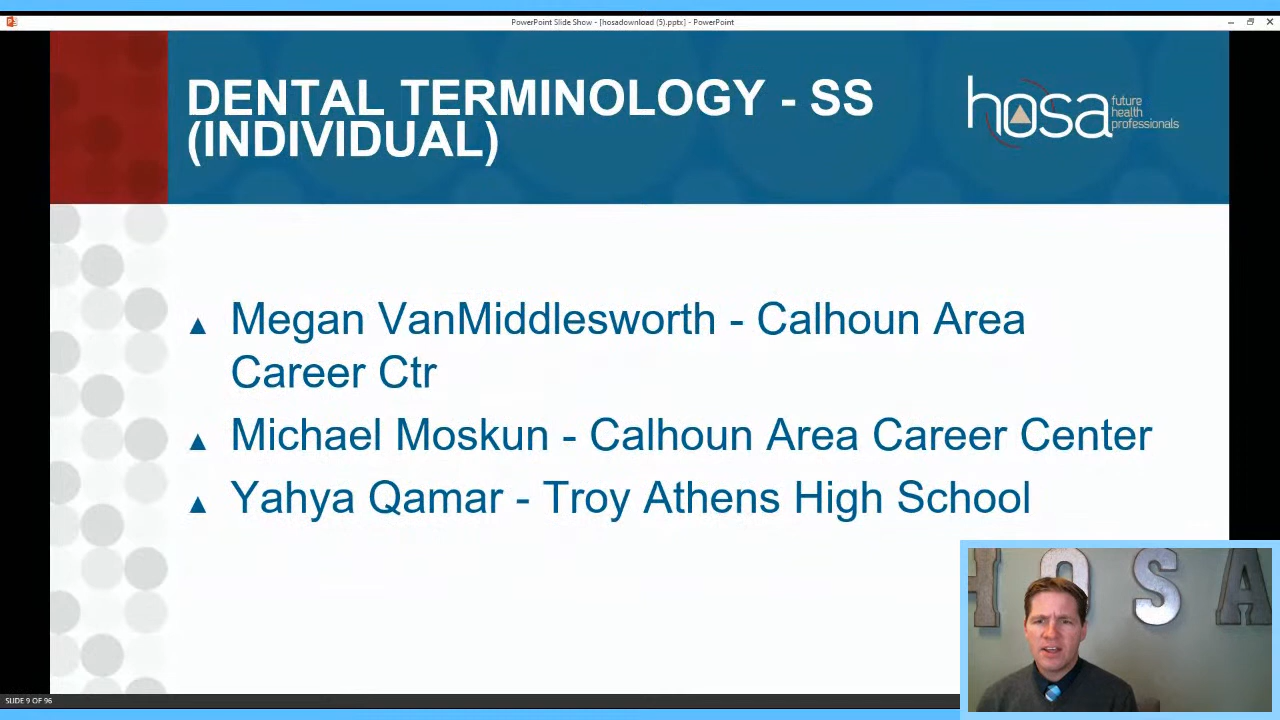 PowerPoint Slide Show - [hosadownload (5).pptx] - PowerPoint
DENTAL TERMINOLOGY - SS
(INDIVIDUAL)
hosa
future
health
professionals
▲ Megan VanMiddlesworth - Calhoun Area
Career Ctr
▲ Michael Moskun - Calhoun Area Career Center
▲ Yahya Qamar - Troy Athens High School
HOSA
SLIDE 9 OF 96